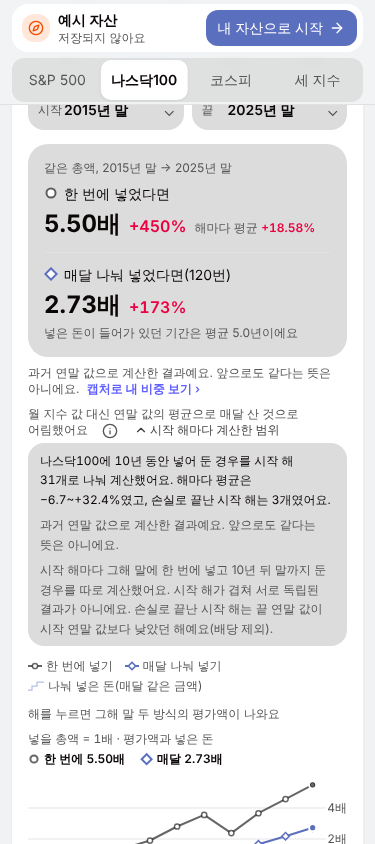 예시 자산
저장되지 않아요
내 자산으로 시작 →
S&P 500 나스닥100 코스피 세 지수
시작 2015년 말 끝 2025년 말
같은 총액, 2015년 말 → 2025년 말
한 번에 넣었다면
5.50배 +450% 해마다 평균 +18.58%
매달 나눠 넣었다면(120번)
2.73배 +173%
넣은 돈이 들어가 있던 기간은 평균 5.0년이에요
과거 연말 값으로 계산한 결과예요. 앞으로도 같다는 뜻은
아니에요. 캡처로 내 비중 보기 ›
월 지수 값 대신 연말 값의 평균으로 매달 산 것으로
어림했어요 시작 해마다 계산한 범위
나스닥100에 10년 동안 넣어 둔 경우를 시작 해
31개로 나눠 계산했어요. 해마다 평균은
−6.7~+32.4%였고, 손실로 끝난 시작 해는 3개였어요.
과거 연말 값으로 계산한 결과예요. 앞으로도 같다는
뜻은 아니에요.
시작 해마다 그해 말에 한 번에 넣고 10년 뒤 말까지 둔
경우를 따로 계산했어요. 시작 해가 겹쳐 서로 독립된
결과가 아니에요. 손실로 끝난 시작 해는 끝 연말 값이
시작 연말 값보다 낮았던 해예요(배당 제외).
한 번에 넣기 매달 나눠 넣기
나눠 넣은 돈(매달 같은 금액)
해를 누르면 그해 말 두 방식의 평가액이 나와요
넣을 총액 = 1배 · 평가액과 넣은 돈
한 번에 5.50배 매달 2.73배
4배
2배